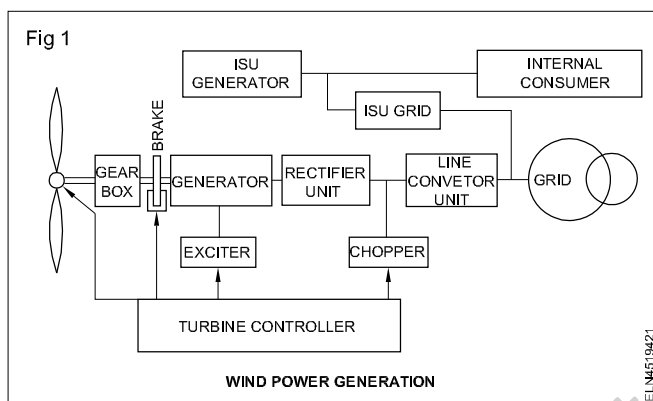 Fig 1
ISU
GENERATOR
INTERNAL
CONSUMER
ISU GRID
BRAKE
GEAR
BOX
GENERATOR
RECTIFIER
UNIT
LINE
CONVETOR
UNIT
GRID
EXCITER
CHOPPER
TURBINE CONTROLLER
WIND POWER GENERATION
ELN4519421